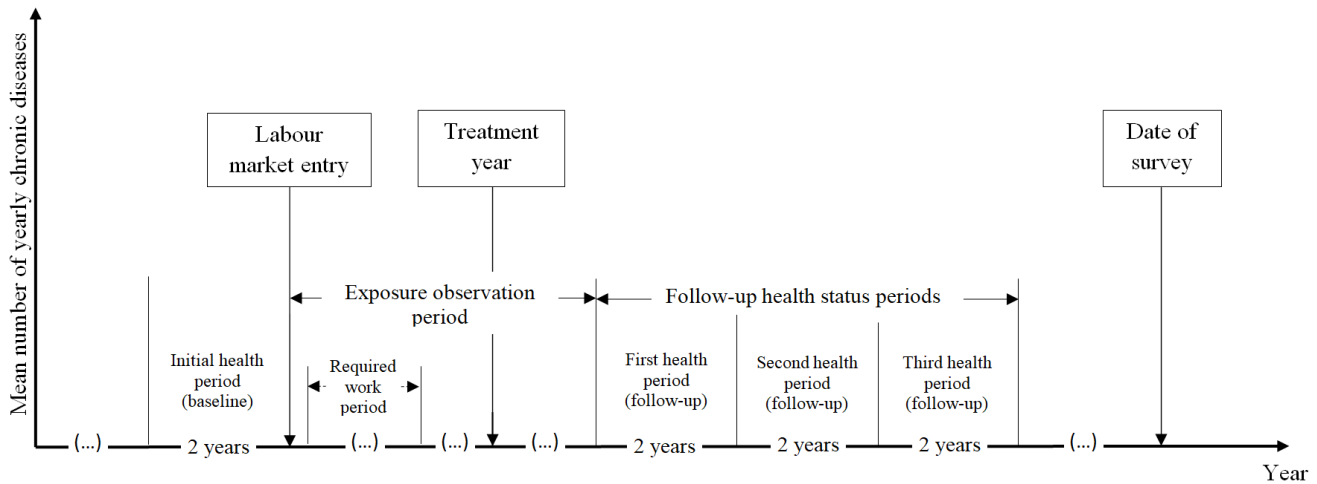 Mean number of yearly chronic diseases
Labour
market entry
Treatment
year
Date of
survey
Exposure observation
period
Follow-up health status periods
Initial health
period
(baseline)
Required
work
period
First health
period
(follow-up)
Second health
period
(follow-up)
Third health
period
(follow-up)
(...)
2 years
(...)
(...)
(...)
2 years
2 years
2 years
(...)
Year